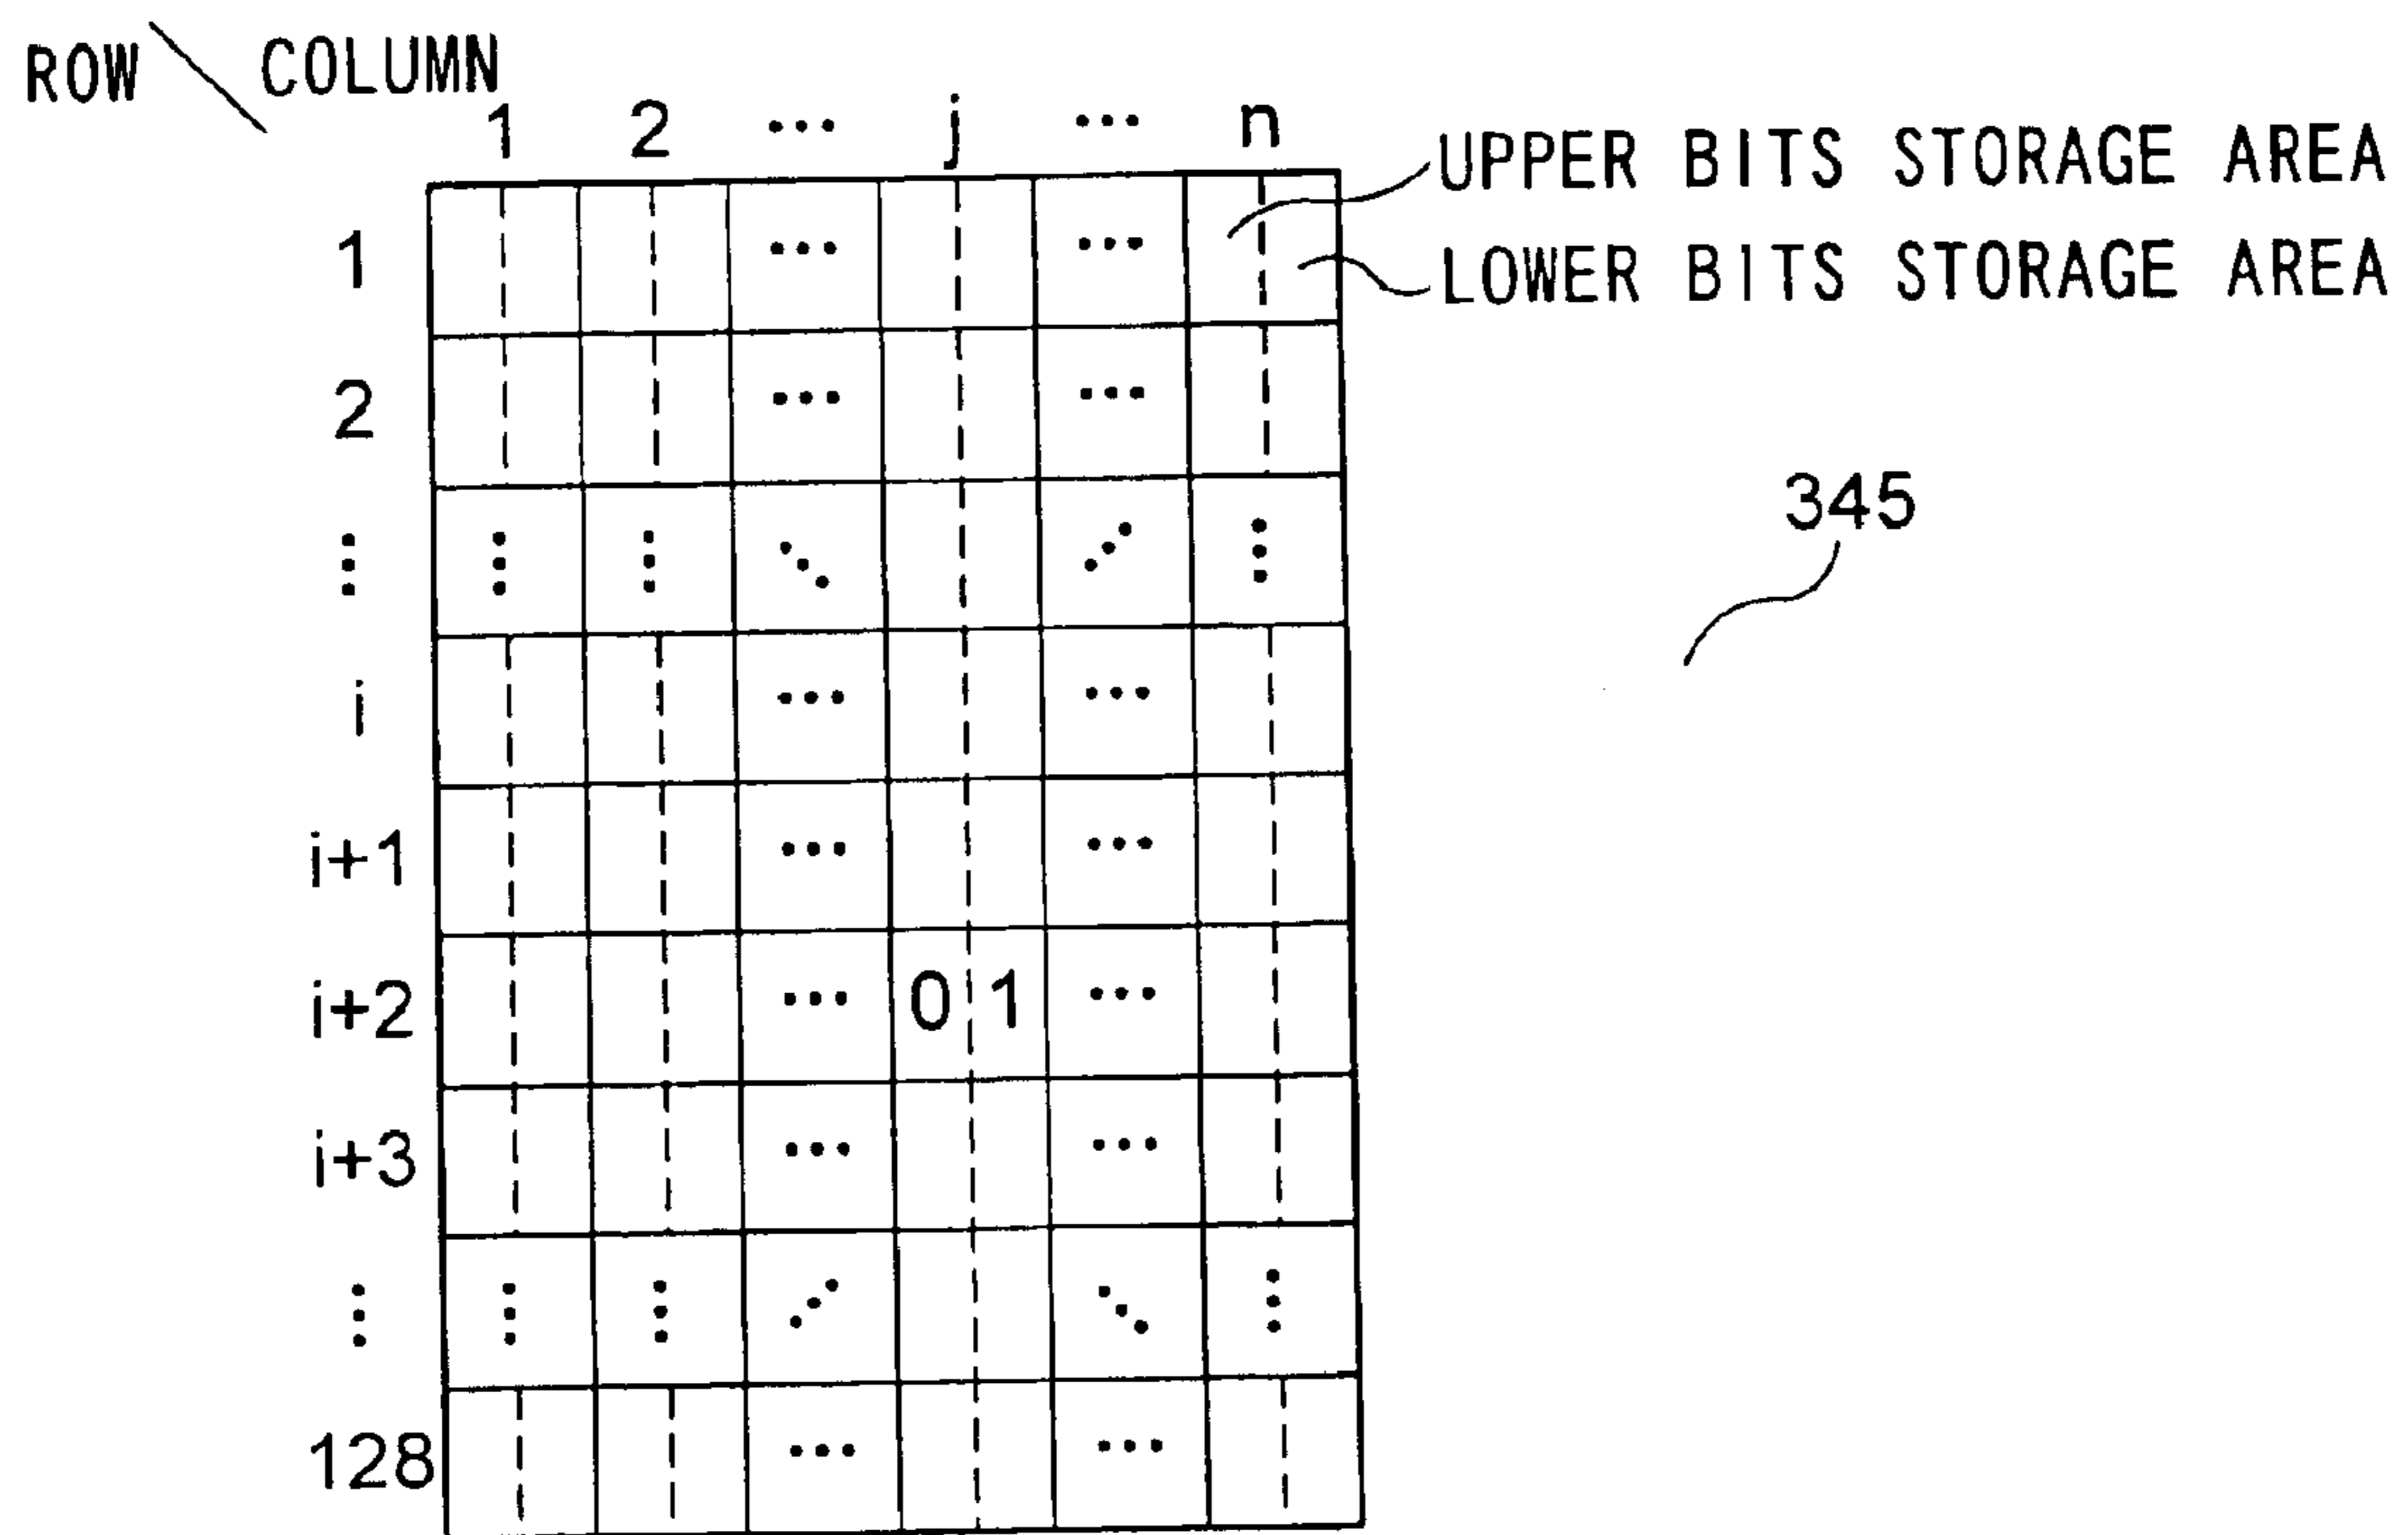 ROW COLUMN
1 2 ... j ... n
UPPER BITS STORAGE AREA
1 ... ...
LOWER BITS STORAGE AREA
2 ... ...
345
i ... ...
i+1 ... ...
i+2 ... 0 1 ...
i+3 ... ...
128 ... ...